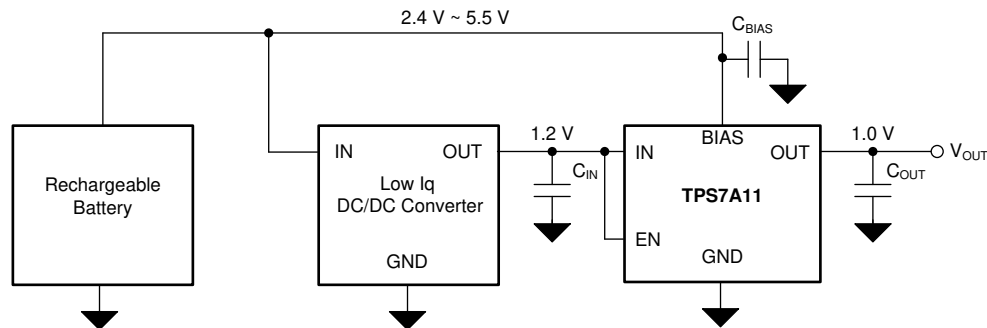 2.4 V ~ 5.5 V
CBIAS
Rechargeable
Battery
IN
OUT
Low Iq
DC/DC Converter
GND
1.2 V
CIN
IN
BIAS
OUT
TPS7A11
EN
GND
1.0 V
VOUT
COUT